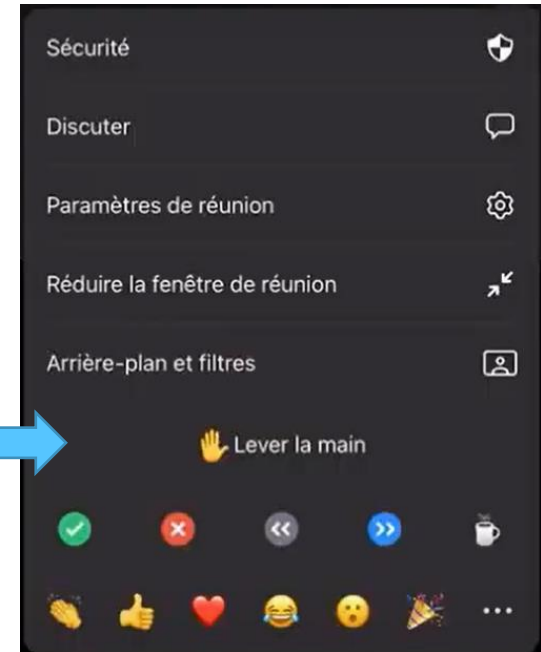 Sécurité
Discuter
Paramètres de réunion
Réduire la fenêtre de réunion
Arrière-plan et filtres
Lever la main